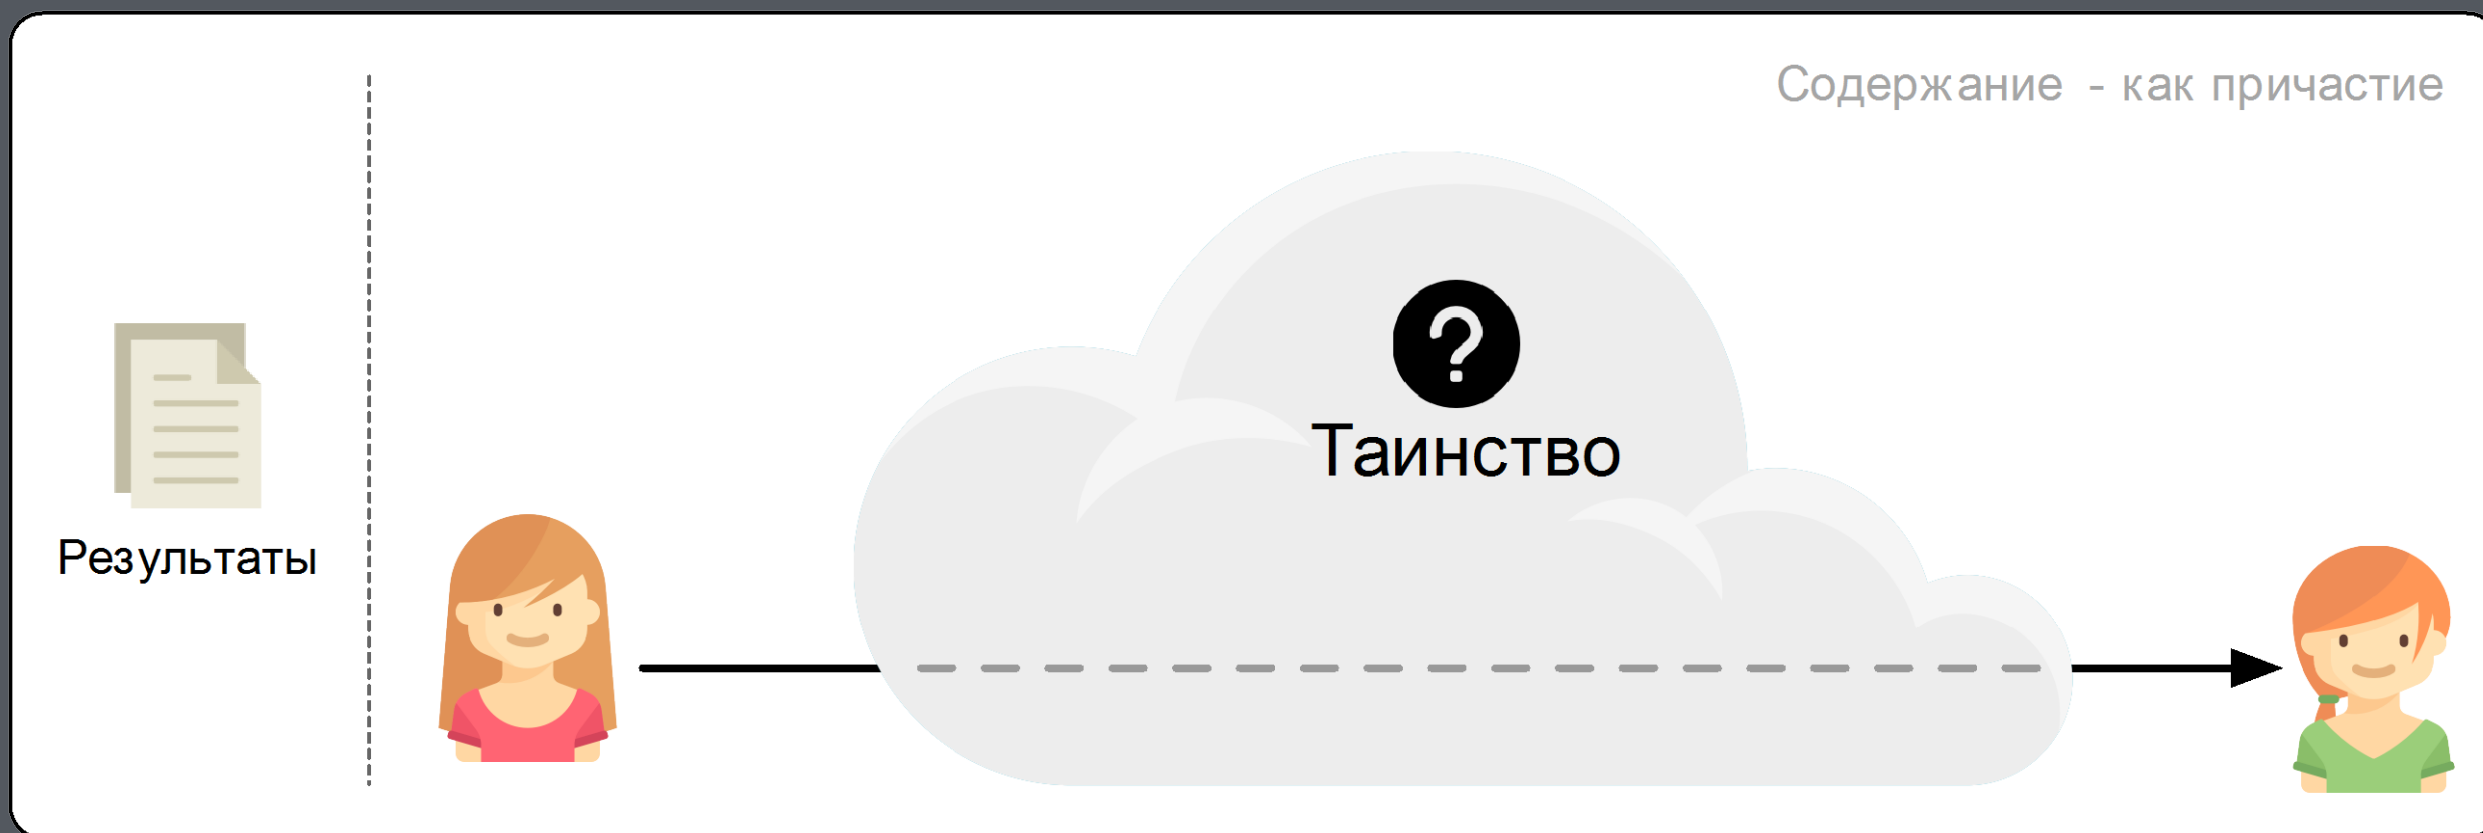 Содержание - как причастие
?
Таинство
Результаты